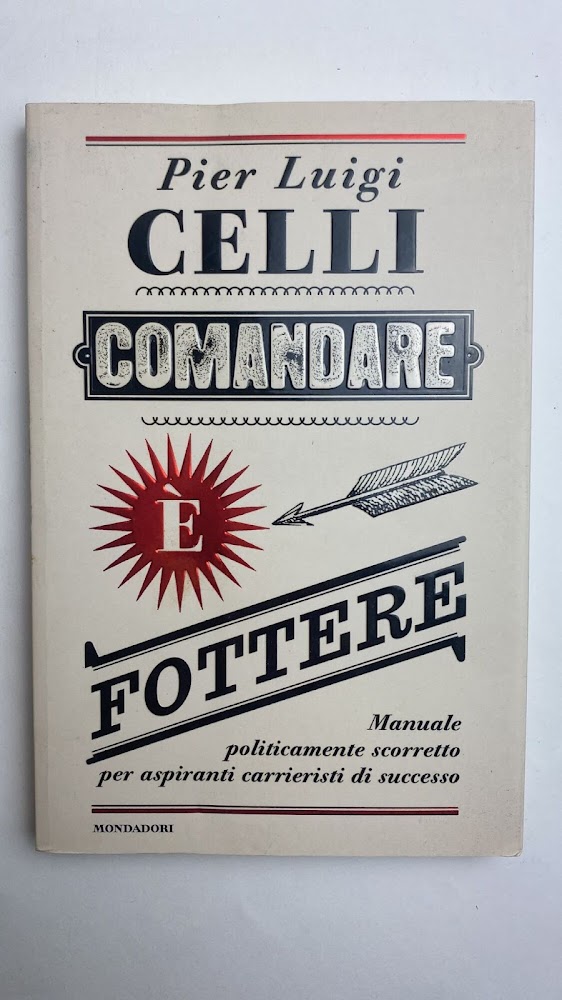 Pier Luigi
CELLI
COMANDARE
È
FOTTERE
Manuale
politicamente scorretto
per aspiranti carrieristi di successo
MONDADORI